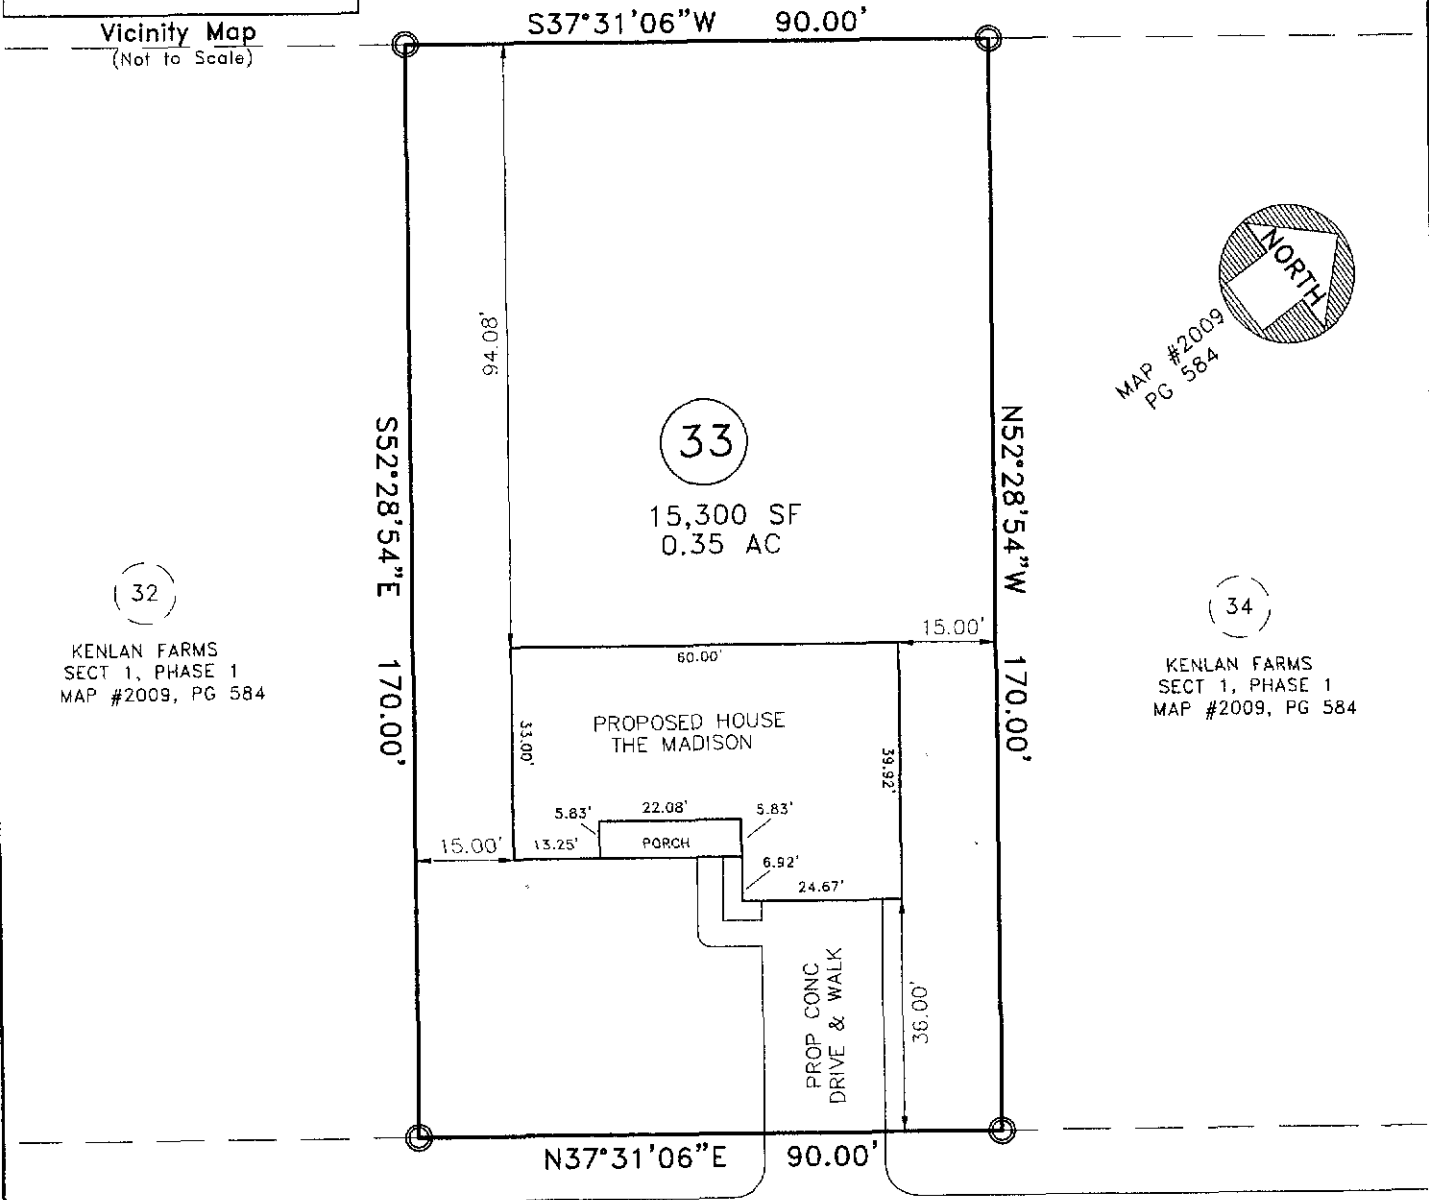 Vicinity Map
(Not to Scale)
S37°31'06"W 90.00'
NORTH
MAP #2009
PG 584
94.08'
33
15,300 SF
0.35 AC
S52°28'54"E 170.00'
N52°28'54"W 170.00'
32
KENLAN FARMS
SECT 1, PHASE 1
MAP #2009, PG 584
34
KENLAN FARMS
SECT 1, PHASE 1
MAP #2009, PG 584
15.00'
60.00'
PROPOSED HOUSE
THE MADISON
33.00'
39.92'
5.83'
22.08'
5.83'
15.00'
13.25'
PORCH
6.92'
24.67'
PROP CONC
DRIVE & WALK
36.00'
N37°31'06"E 90.00'